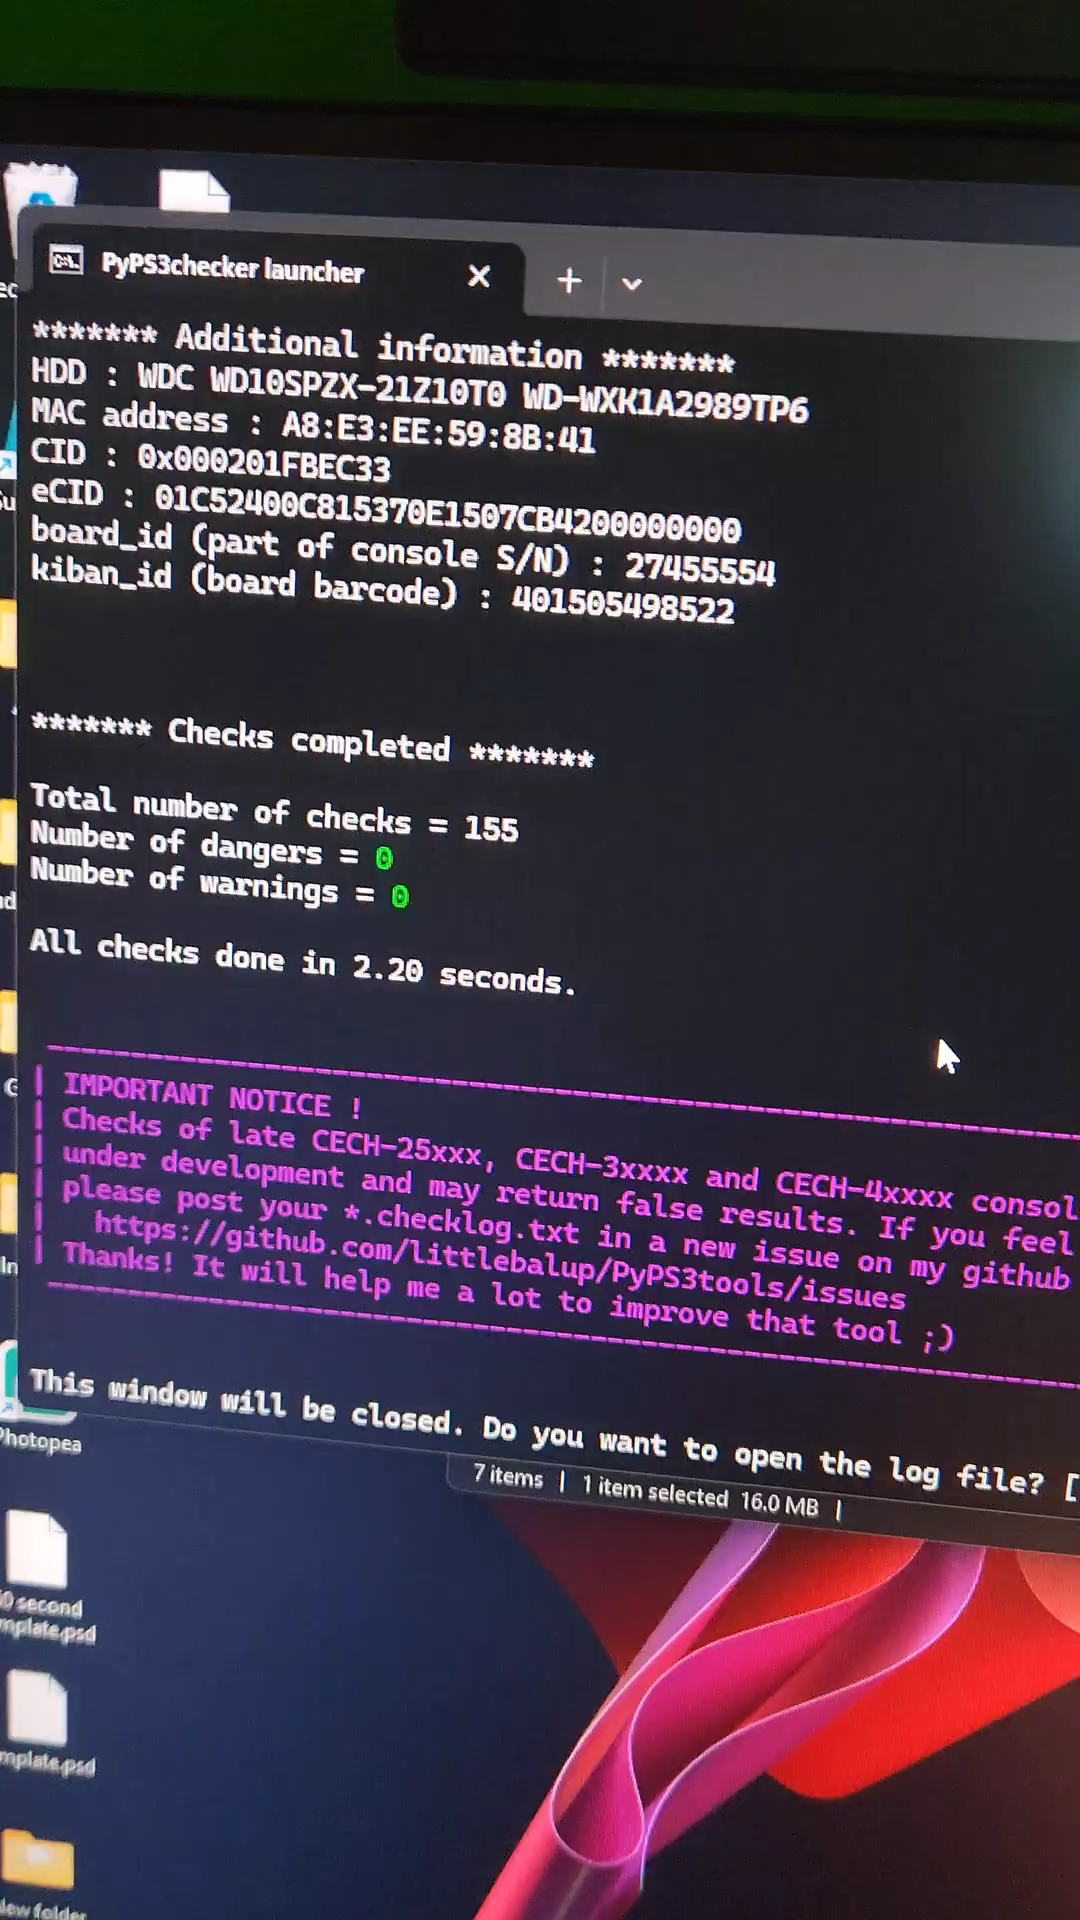 PyPS3checker launcher
******* Additional information *******
HDD : WDC WD10SPZX-21Z10T0 WD-WXK1A2989TP6
MAC address : A8:E3:EE:59:8B:41
CID : 0x000201FBEC33
eCID : 01C52400C815370E1507CB4200000000
board_id (part of console S/N) : 27455554
kiban_id (board barcode) : 401505498522
******* Checks completed *******
Total number of checks = 155
Number of dangers = 0
Number of warnings = 0
All checks done in 2.20 seconds.
IMPORTANT NOTICE !
Checks of late CECH-25xxx, CECH-3xxxx and CECH-4xxxx consol
under development and may return false results. If you feel
please post your *.checklog.txt in a new issue on my github
https://github.com/littlebalup/PyPS3tools/issues
Thanks! It will help me a lot to improve that tool ;)
This window will be closed. Do you want to open the log file? [
7 items | 1 item selected 16.0 MB |
Photopea
0 second
mplate.psd
mplate.psd
New folder